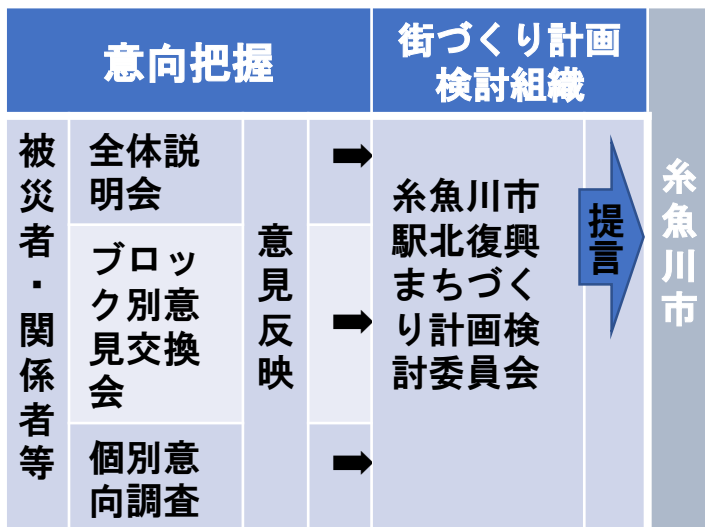 意向把握
街づくり計画
検討組織
被災者・関係者等
全体説
明会
ブロッ
ク別意
見交換
会
個別意
向調査
意見反映
糸魚川市
駅北復興
まちづく
り計画検
討委員会
提言
糸魚川市